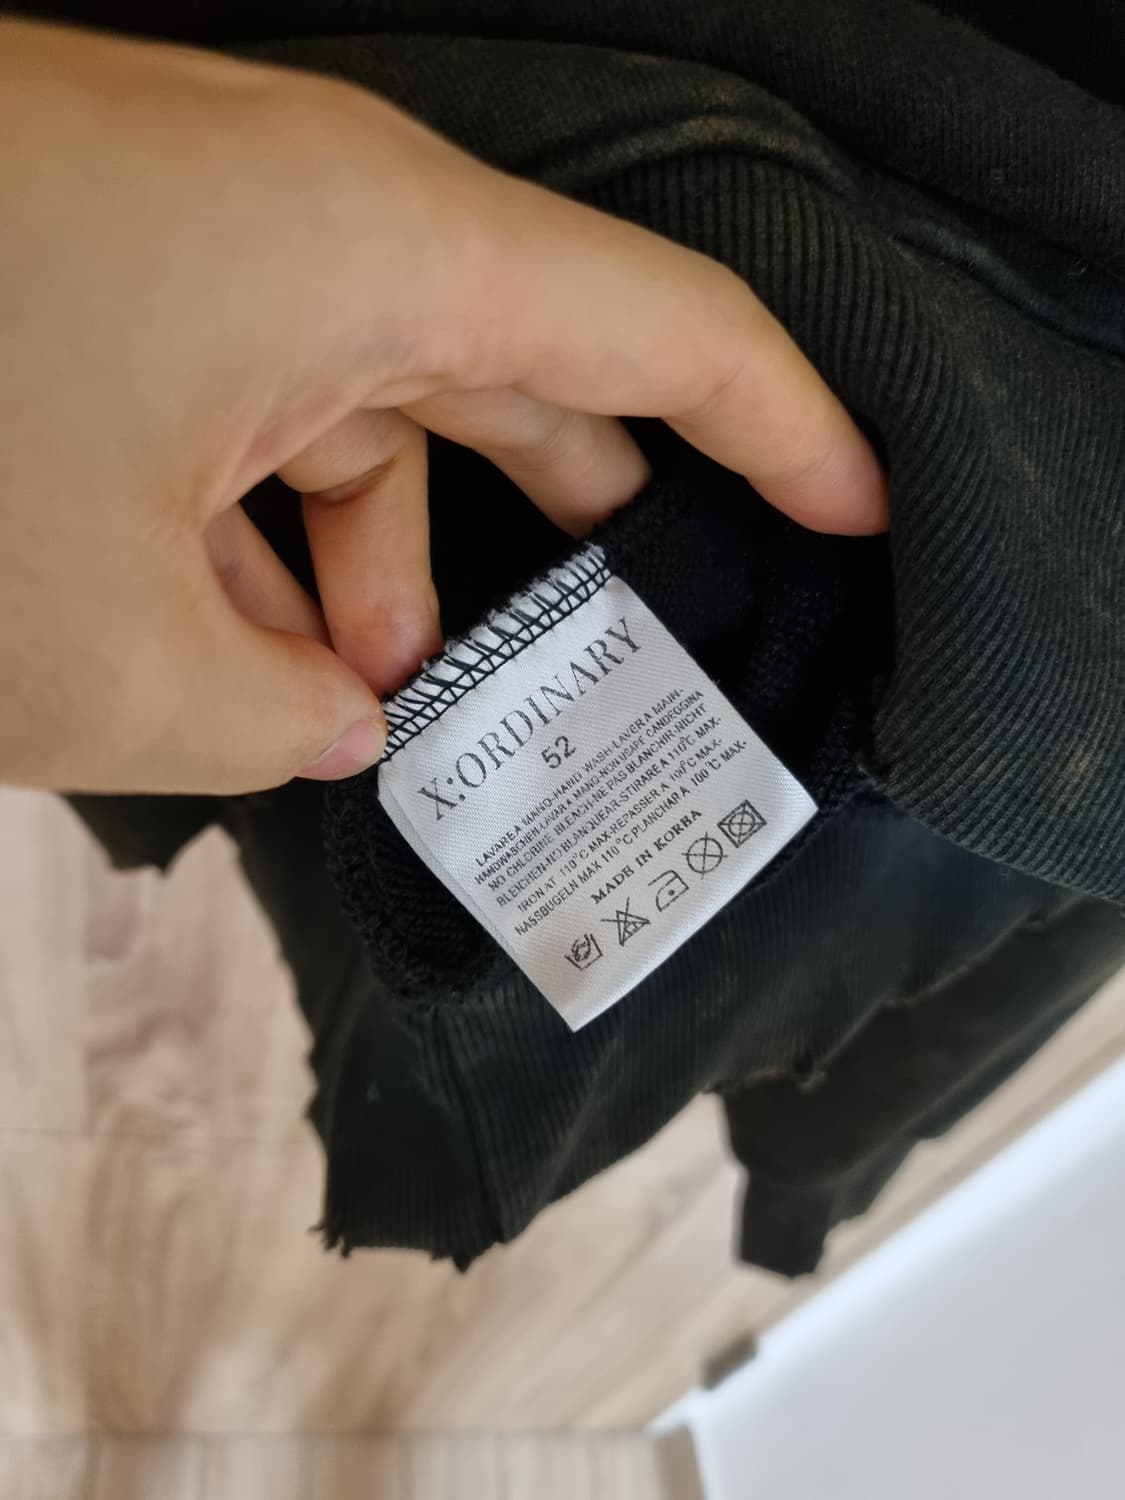 X:ORDINARY
52
LAVARE A MANO-HAND WASH-LAVER A MAIN-
HANDWASCHEN-LAVAR A MANO-NON USARE CANDEGGINA
NO CHLORINE BLEACH-NE PAS BLANCHIR-NICHT
BLEICHEN-NO BLANQUEAR-STIRARE A 110°C MAX-
IRON AT 110°C MAX-REPASSER A 100°C MAX-
NASSBUGELN MAX 110°C PLANCHAR A 100°C MAX-
MADE IN KOREA